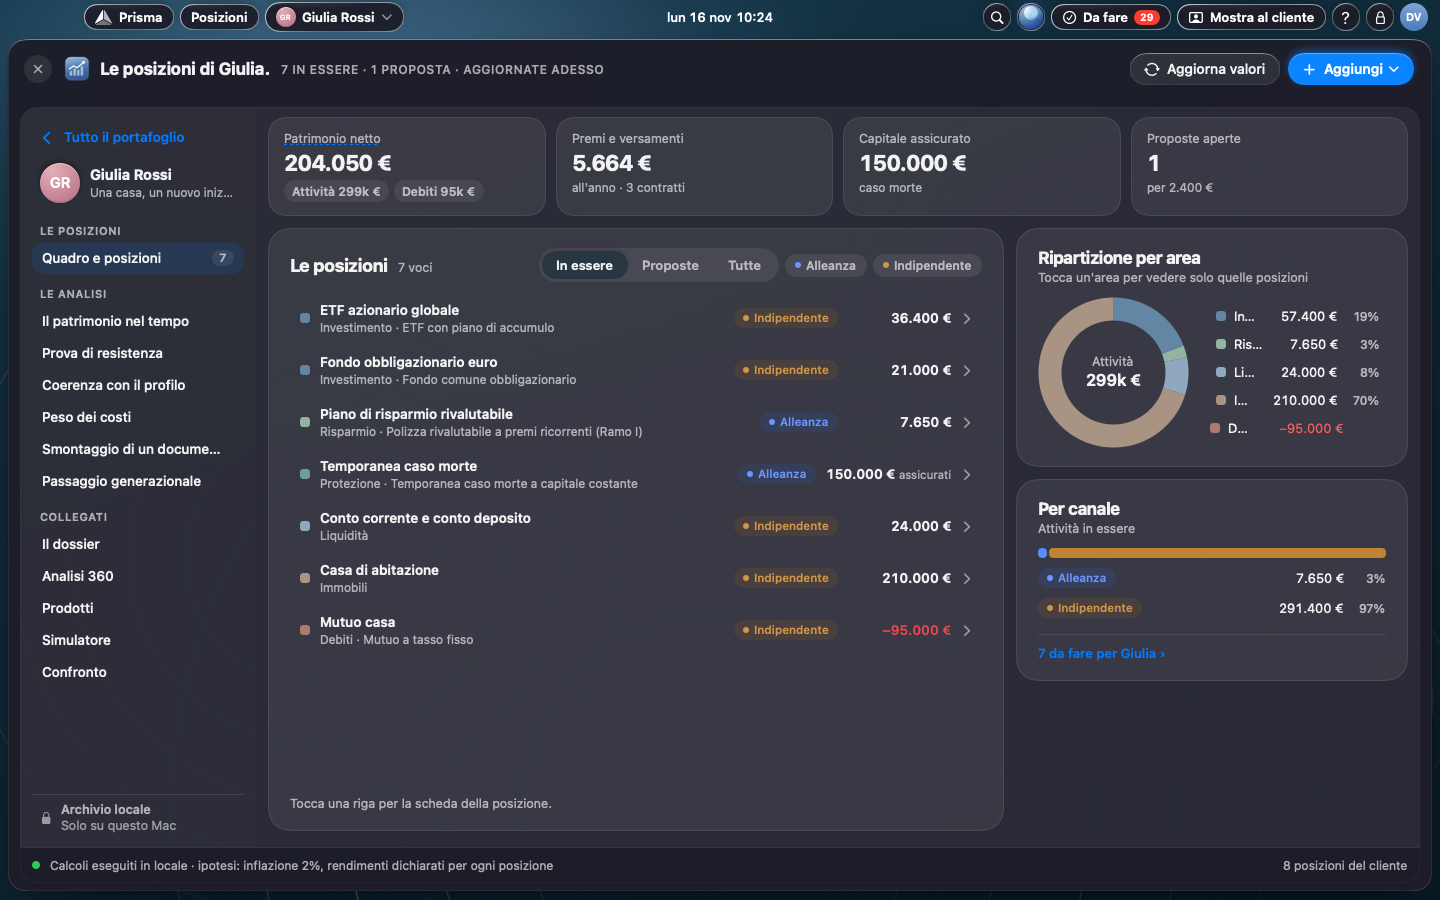 Prisma
Posizioni
GR Giulia Rossi
lun 16 nov 10:24
Da fare 29
Mostra al cliente
?
DV
Le posizioni di Giulia.
7 IN ESSERE · 1 PROPOSTA · AGGIORNATE ADESSO
Aggiorna valori
+ Aggiungi
Tutto il portafoglio
GR
Giulia Rossi
Una casa, un nuovo iniz...
LE POSIZIONI
Quadro e posizioni 7
LE ANALISI
Il patrimonio nel tempo
Prova di resistenza
Coerenza con il profilo
Peso dei costi
Smontaggio di un docume...
Passaggio generazionale
COLLEGATI
Il dossier
Analisi 360
Prodotti
Simulatore
Confronto
Archivio locale
Solo su questo Mac
Patrimonio netto
204.050 €
Attività 299k € Debiti 95k €
Premi e versamenti
5.664 €
all'anno · 3 contratti
Capitale assicurato
150.000 €
caso morte
Proposte aperte
1
per 2.400 €
Le posizioni 7 voci
In essere Proposte Tutte
Alleanza Indipendente
ETF azionario globale
Investimento · ETF con piano di accumulo
Indipendente 36.400 €
Fondo obbligazionario euro
Investimento · Fondo comune obbligazionario
Indipendente 21.000 €
Piano di risparmio rivalutabile
Risparmio · Polizza rivalutabile a premi ricorrenti (Ramo I)
Alleanza 7.650 €
Temporanea caso morte
Protezione · Temporanea caso morte a capitale costante
Alleanza 150.000 € assicurati
Conto corrente e conto deposito
Liquidità
Indipendente 24.000 €
Casa di abitazione
Immobili
Indipendente 210.000 €
Mutuo casa
Debiti · Mutuo a tasso fisso
Indipendente −95.000 €
Tocca una riga per la scheda della posizione.
Ripartizione per area
Tocca un'area per vedere solo quelle posizioni
Attività
299k €
In... 57.400 € 19%
Ris... 7.650 € 3%
Li... 24.000 € 8%
I... 210.000 € 70%
D... −95.000 €
Per canale
Attività in essere
Alleanza 7.650 € 3%
Indipendente 291.400 € 97%
7 da fare per Giulia ›
Calcoli eseguiti in locale · ipotesi: inflazione 2%, rendimenti dichiarati per ogni posizione
8 posizioni del cliente